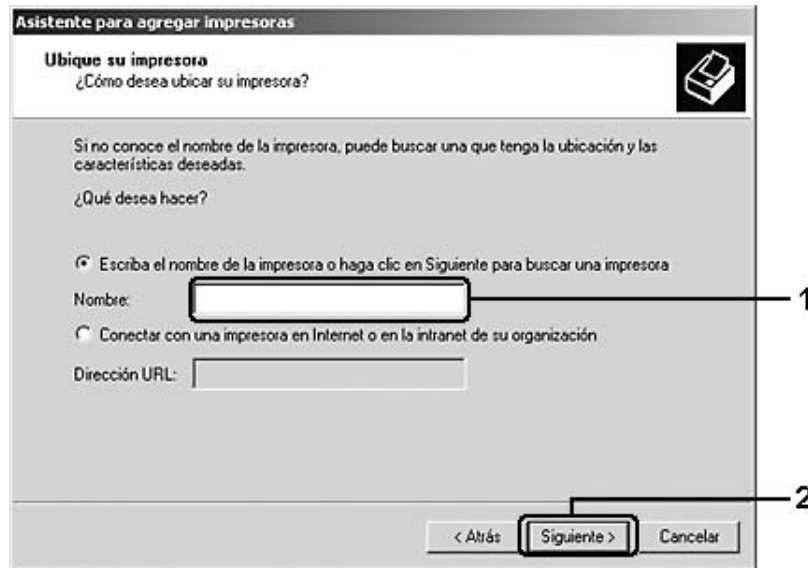 Asistente para agregar impresoras
Ubique su impresora
¿Cómo desea ubicar su impresora?
Si no conoce el nombre de la impresora, puede buscar una que tenga la ubicación y las
características deseadas.
¿Qué desea hacer?
Escriba el nombre de la impresora o haga clic en Siguiente para buscar una impresora
Nombre:
1
Conectar con una impresora en Internet o en la intranet de su organización
Dirección URL:
2
< Atrás Siguiente > Cancelar